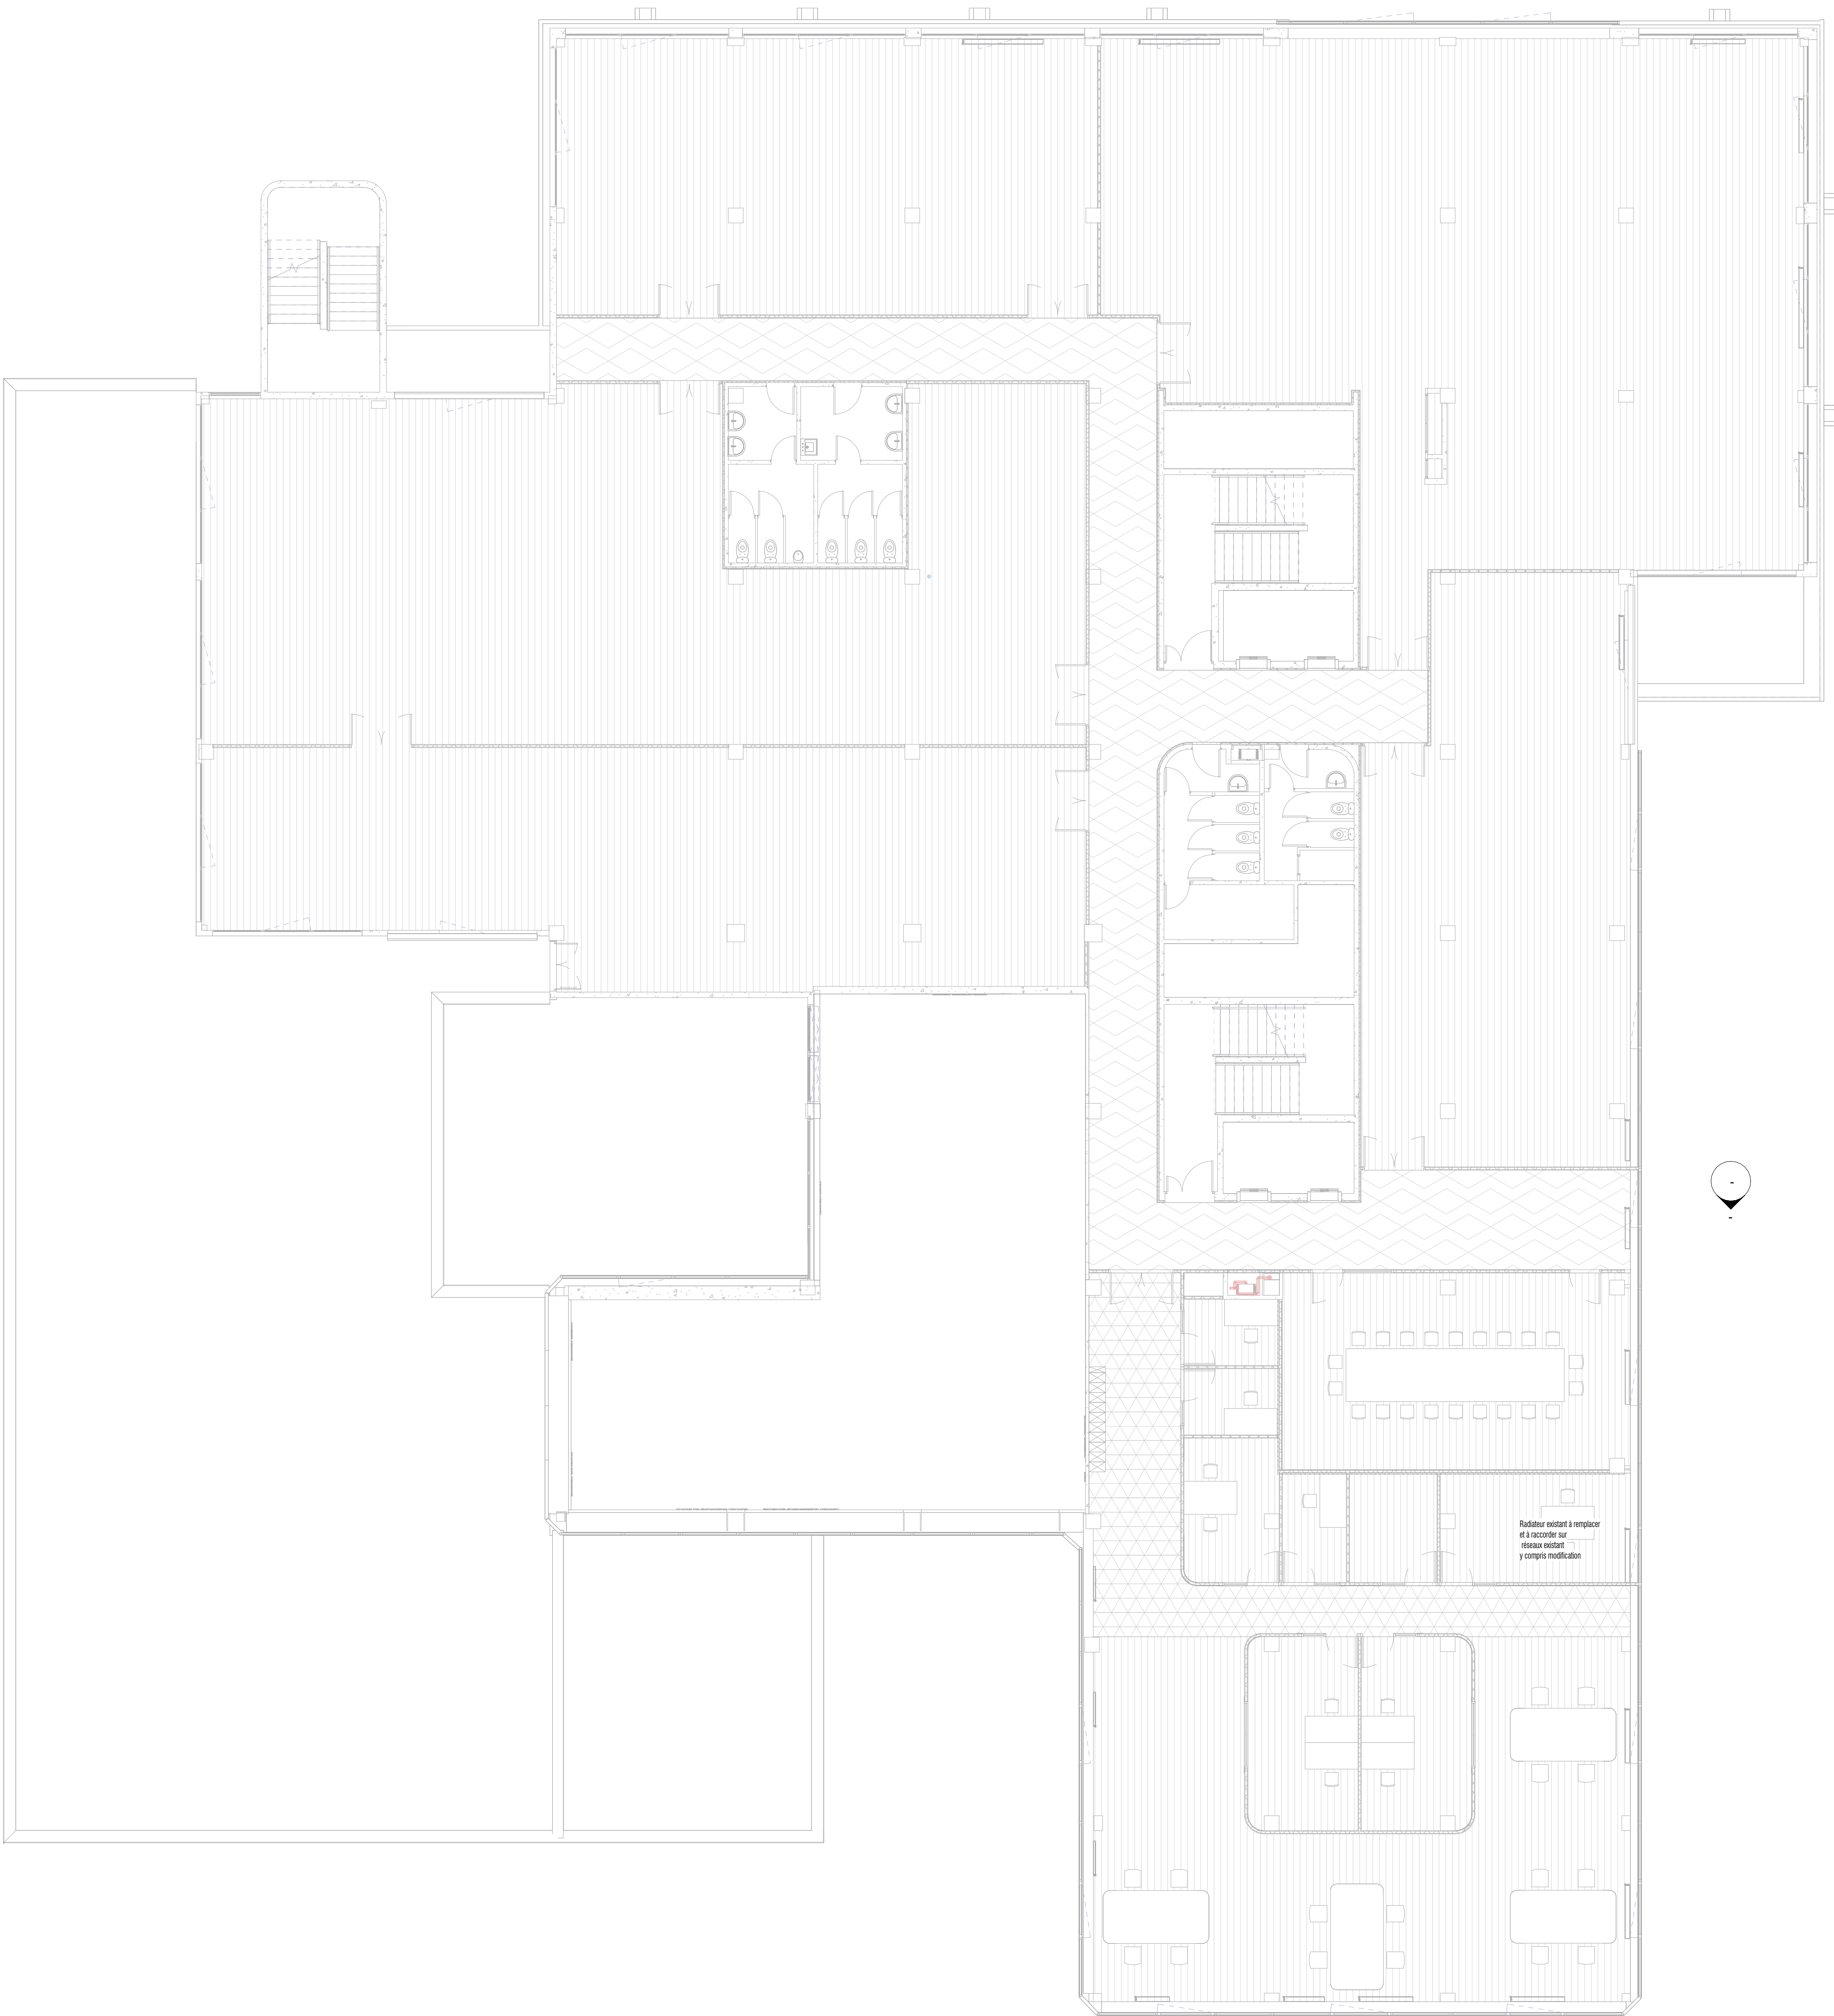 Radiateur existant à remplacer
et à raccorder sur
réseaux existant
y compris modification
-
-